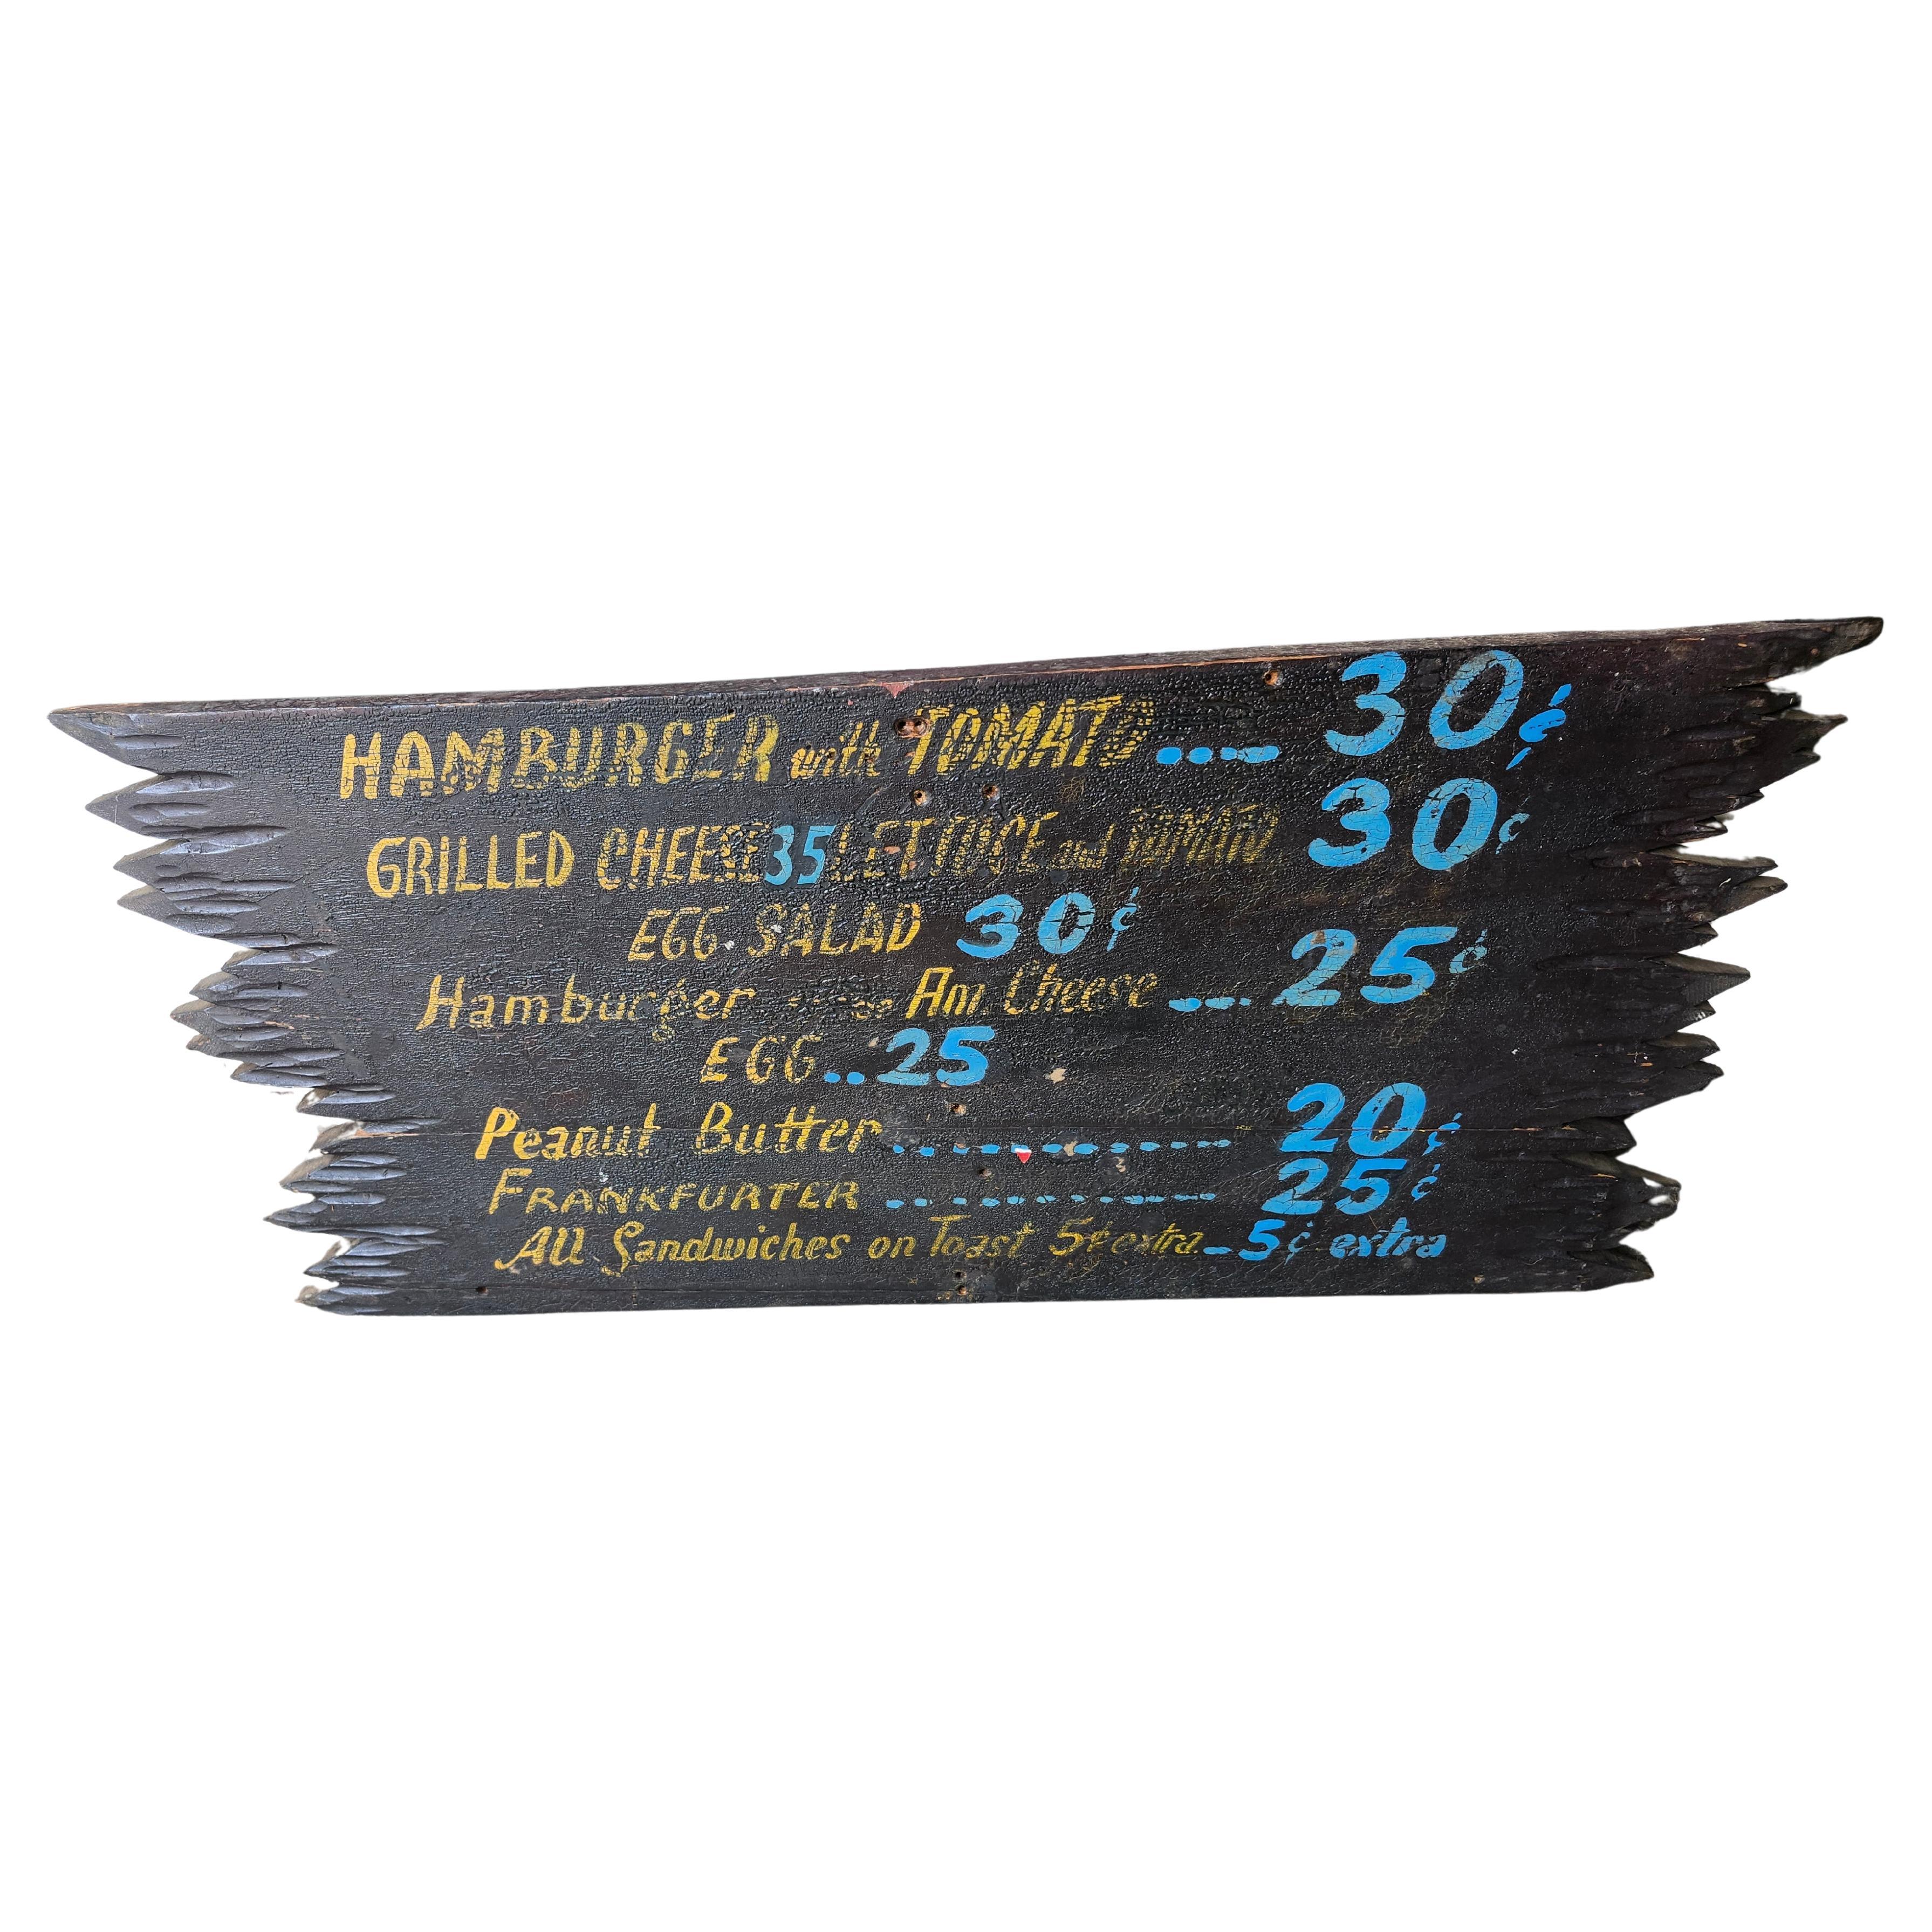 HAMBURGER with TOMATO .... 30¢
GRILLED CHEESE 35 LETTUCE and TOMATO 30¢
EGG SALAD 30¢
Hamburger Am. Cheese ... 25¢
EGG .. 25
Peanut Butter ............ 20¢
FRANKFURTER ............ 25¢
All Sandwiches on Toast 5¢ extra - 5¢ extra